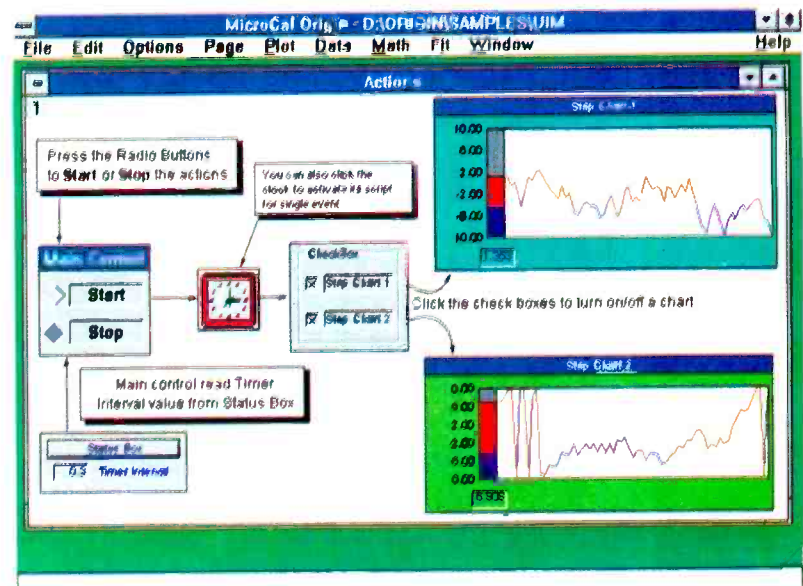 MicroCal Origin - D:\ORIGIN\SAMPLES\UIM
File Edit Options Page Plot Data Math Fit Window Help
Actions
1
Press the Radio Buttons
to Start or Stop the actions
You can also click the
clock to activate its script
for single event
Main Control
Start
Stop
CheckBox
Step Chart 1
Step Chart 2
Click the check boxes to turn on/off a chart
Main control read Timer
Interval value from Status Box
Status Box
0.3 Timer Interval
Step Chart 1
10.00
6.00
2.00
-2.00
-6.00
-10.00
Step Chart 2
0.00
2.00
2.00
0.00